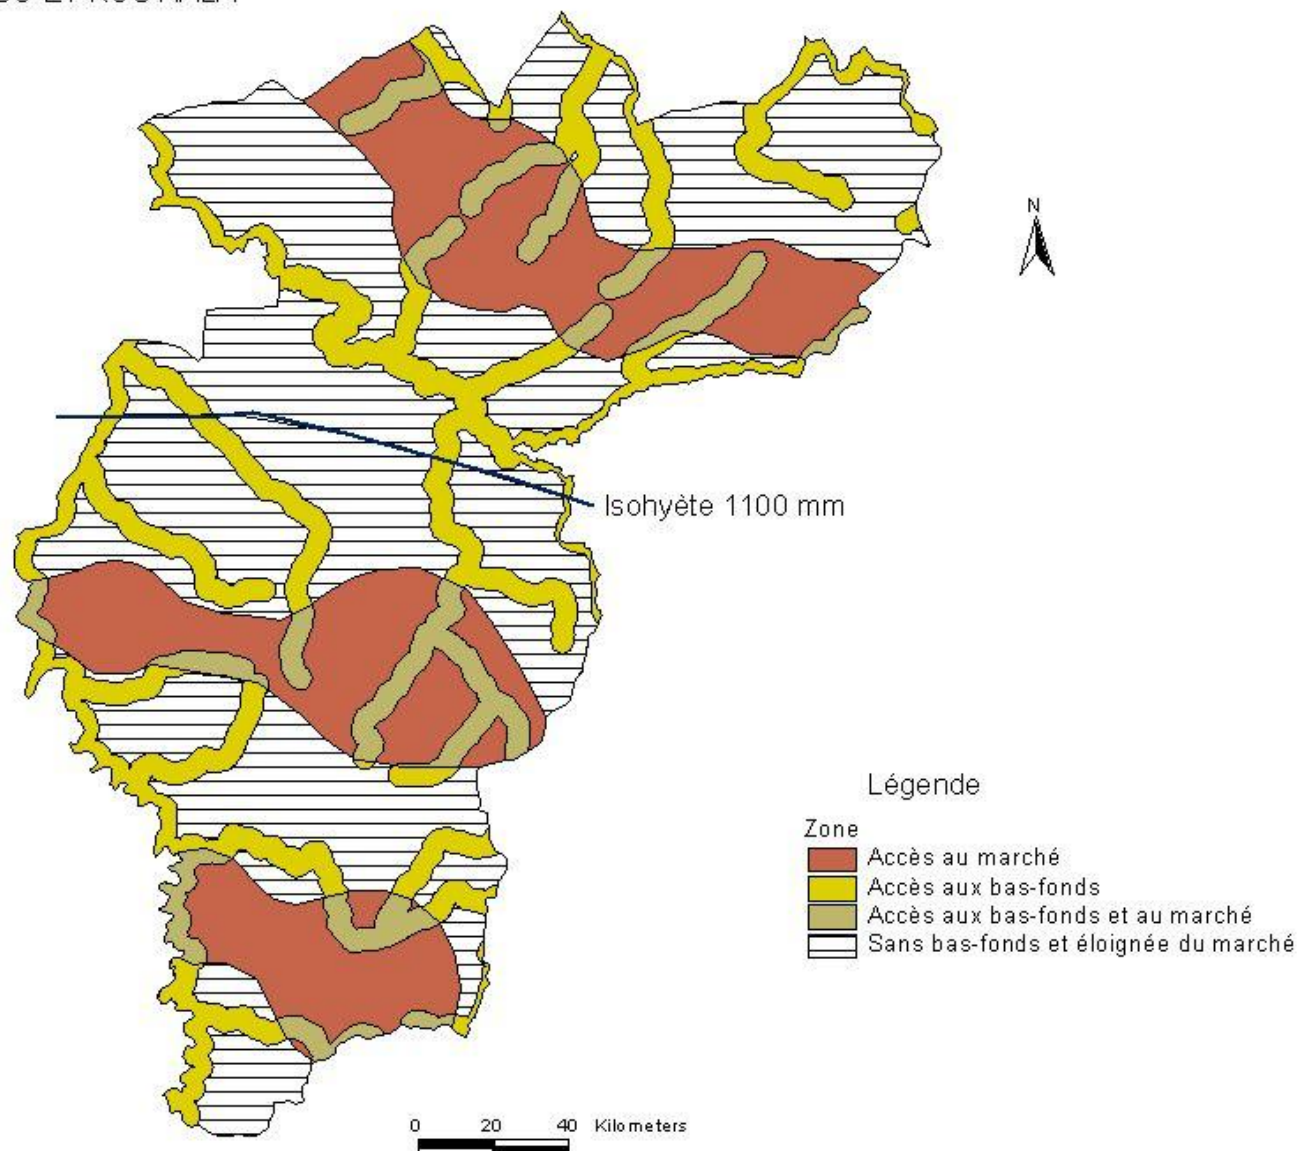 N
Isohyète 1100 mm
Légende
Zone
Accès au marché
Accès aux bas-fonds
Accès aux bas-fonds et au marché
Sans bas-fonds et éloignée du marché
0 20 40 Kilometers